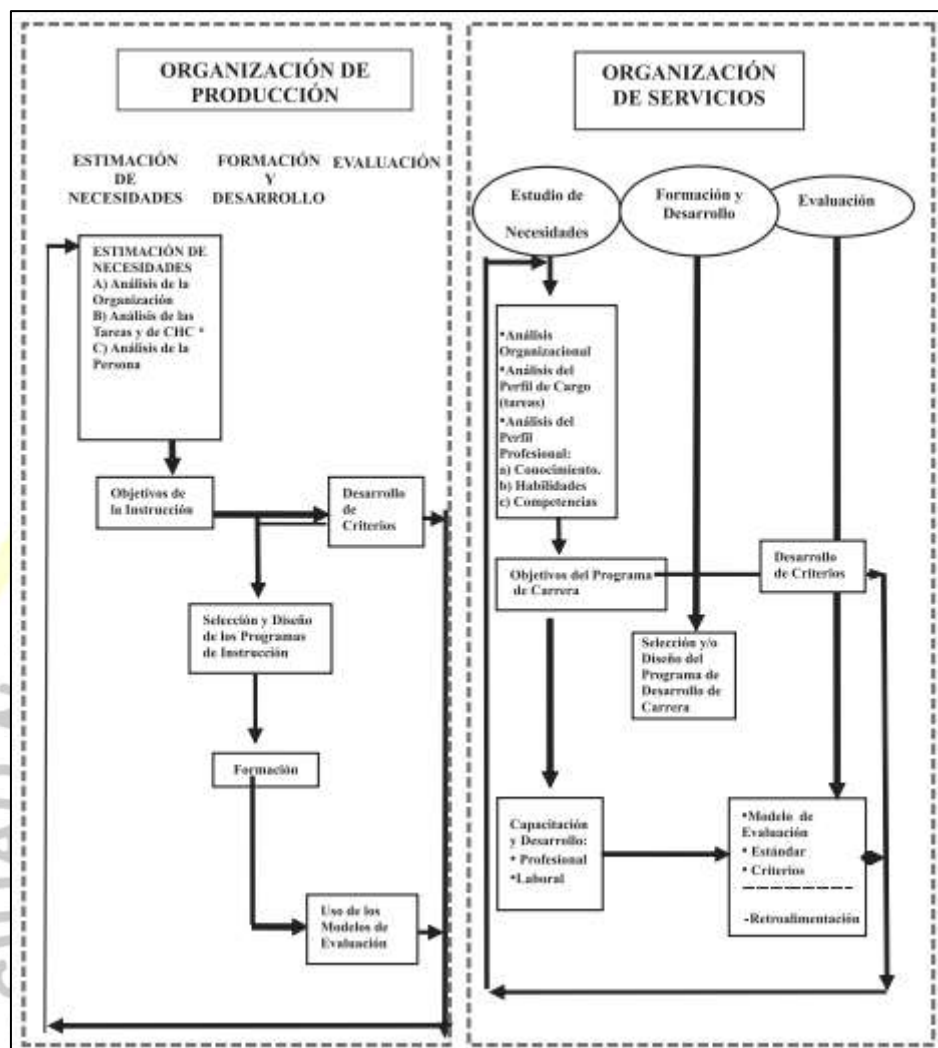 ORGANIZACIÓN DE
PRODUCCIÓN
ESTIMACIÓN
DE
NECESIDADES
FORMACIÓN
Y
DESARROLLO
EVALUACIÓN
ESTIMACIÓN DE
NECESIDADES
A) Análisis de la
Organización
B) Análisis de las
Tareas y de CHC *
C) Análisis de la
Persona
Objetivos de
la Instrucción
Desarrollo
de
Criterios
Selección y Diseño
de los Programas
de Instrucción
Formación
Uso de los
Modelos de
Evaluación
ORGANIZACIÓN
DE SERVICIOS
Estudio de
Necesidades
Formación y
Desarrollo
Evaluación
•Análisis
Organizacional
•Análisis del
Perfil de Cargo
(tareas)
•Análisis del
Perfil
Profesional:
a) Conocimiento.
b) Habilidades
c) Competencias
Objetivos del Programa
de Carrera
Desarrollo
de Criterios
Selección y/o
Diseño del
Programa de
Desarrollo de
Carrera
Capacitación
y Desarrollo:
• Profesional
•Laboral
•Modelo de
Evaluación
• Estándar
• Criterios
-Retroalimentación